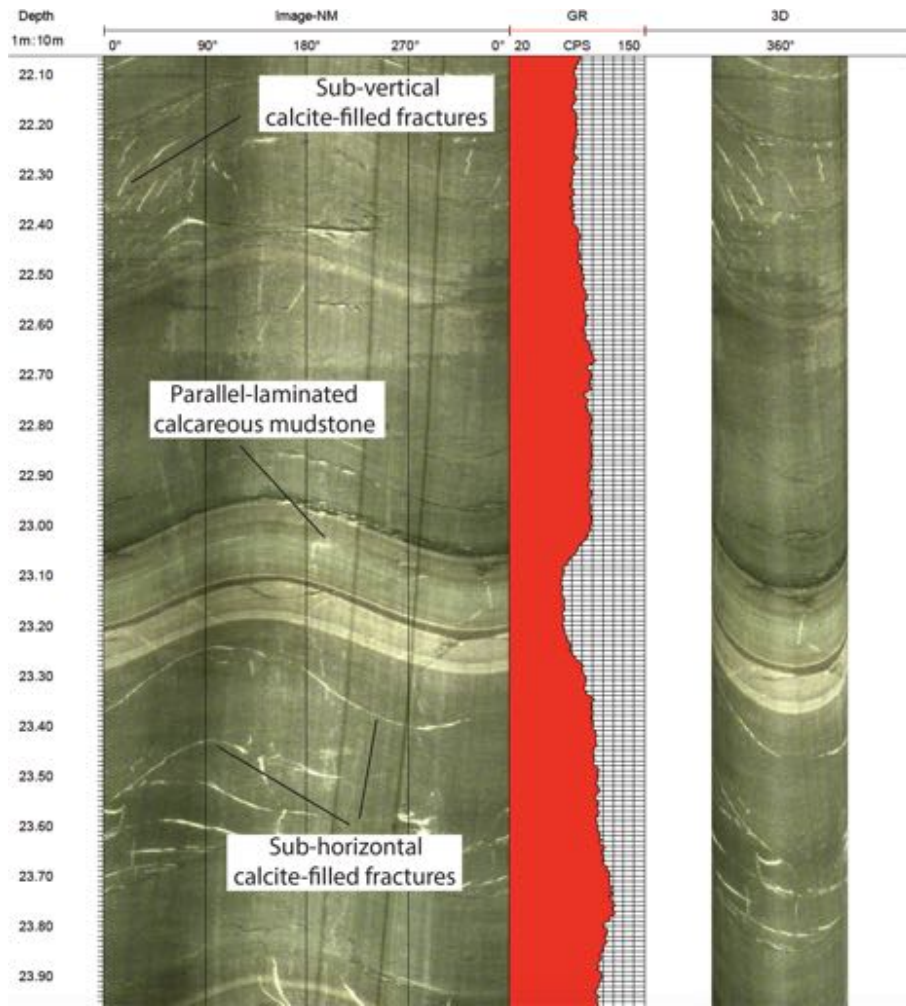 Depth
Image-NM
GR
3D
1m:10m
0°
90°
180°
270°
0°
20
CPS
150
360°
22.10
Sub-vertical
calcite-filled fractures
22.20
22.30
22.40
22.50
22.60
22.70
Parallel-laminated
calcareous mudstone
22.80
22.90
23.00
23.10
23.20
23.30
23.40
23.50
23.60
Sub-horizontal
calcite-filled fractures
23.70
23.80
23.90